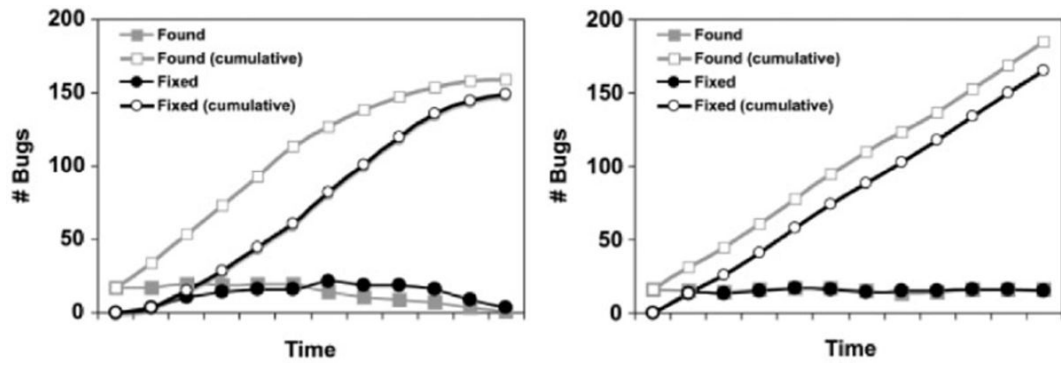 200
150
100
50
0
# Bugs
Found
Found (cumulative)
Fixed
Fixed (cumulative)
Time
200
150
100
50
0
# Bugs
Found
Found (cumulative)
Fixed
Fixed (cumulative)
Time